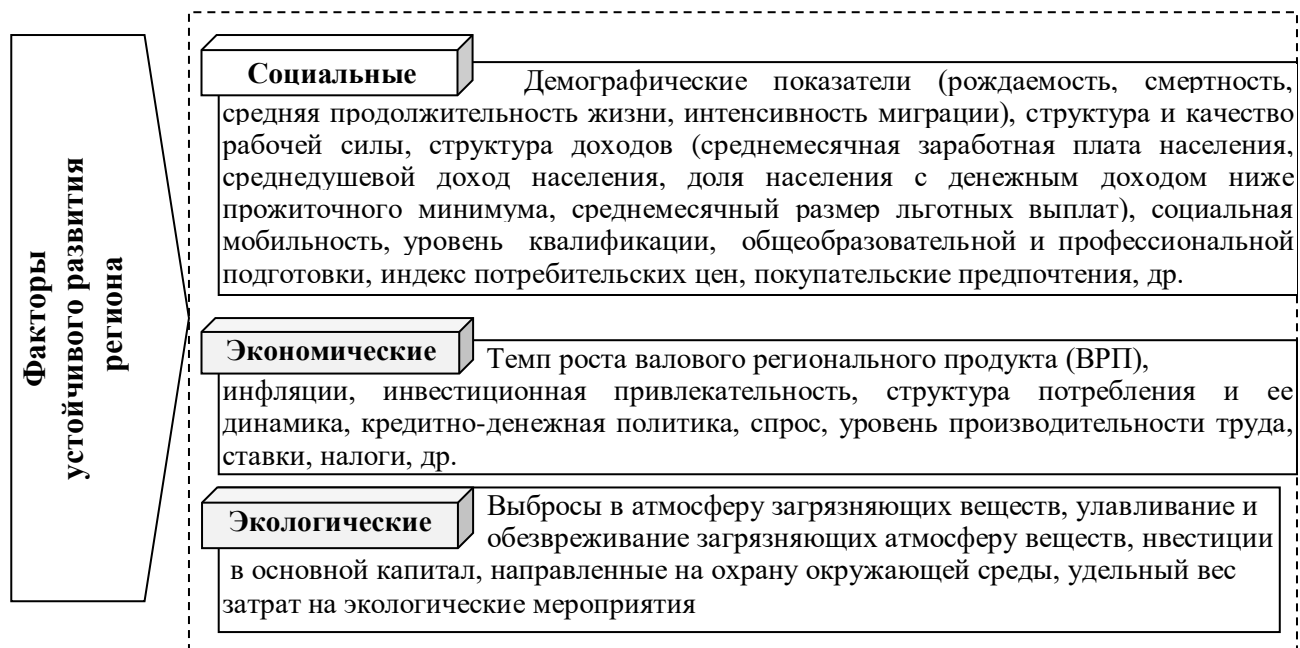 Факторы
устойчивого развития
региона
Социальные
Демографические показатели (рождаемость, смертность,
средняя продолжительность жизни, интенсивность миграции), структура и качество
рабочей силы, структура доходов (среднемесячная заработная плата населения,
среднедушевой доход населения, доля населения с денежным доходом ниже
прожиточного минимума, среднемесячный размер льготных выплат), социальная
мобильность, уровень квалификации, общеобразовательной и профессиональной
подготовки, индекс потребительских цен, покупательские предпочтения, др.
Экономические
Темп роста валового регионального продукта (ВРП),
инфляции, инвестиционная привлекательность, структура потребления и ее
динамика, кредитно-денежная политика, спрос, уровень производительности труда,
ставки, налоги, др.
Экологические
Выбросы в атмосферу загрязняющих веществ, улавливание и
обезвреживание загрязняющих атмосферу веществ, нвестиции
в основной капитал, направленные на охрану окружающей среды, удельный вес
затрат на экологические мероприятия